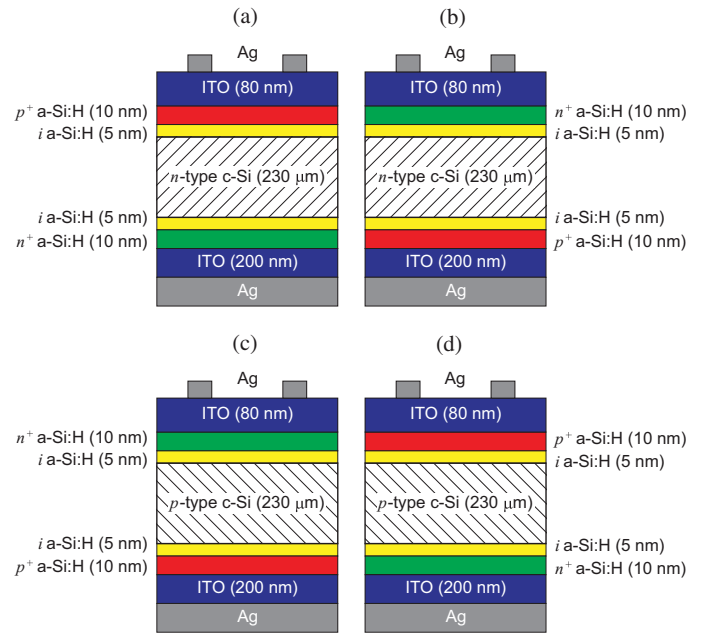 (a)
Ag
ITO (80 nm)
p⁺ a-Si:H (10 nm)
i a-Si:H (5 nm)
n-type c-Si (230 μm)
i a-Si:H (5 nm)
n⁺ a-Si:H (10 nm)
ITO (200 nm)
Ag
(b)
Ag
ITO (80 nm)
n⁺ a-Si:H (10 nm)
i a-Si:H (5 nm)
n-type c-Si (230 μm)
i a-Si:H (5 nm)
p⁺ a-Si:H (10 nm)
ITO (200 nm)
Ag
(c)
Ag
ITO (80 nm)
n⁺ a-Si:H (10 nm)
i a-Si:H (5 nm)
p-type c-Si (230 μm)
i a-Si:H (5 nm)
p⁺ a-Si:H (10 nm)
ITO (200 nm)
Ag
(d)
Ag
ITO (80 nm)
p⁺ a-Si:H (10 nm)
i a-Si:H (5 nm)
p-type c-Si (230 μm)
i a-Si:H (5 nm)
n⁺ a-Si:H (10 nm)
ITO (200 nm)
Ag